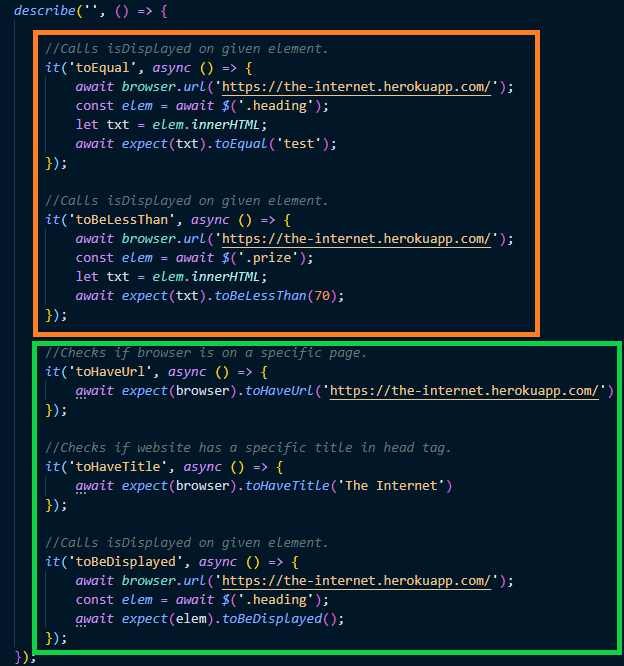 describe('', () => {
//Calls isDisplayed on given element.
it('toEqual', async () => {
await browser.url('https://the-internet.herokuapp.com/');
const elem = await $('.heading');
let txt = elem.innerHTML;
await expect(txt).toEqual('test');
});
//Calls isDisplayed on given element.
it('toBeLessThan', async () => {
await browser.url('https://the-internet.herokuapp.com/');
const elem = await $('.prize');
let txt = elem.innerHTML;
await expect(txt).toBeLessThan(70);
});
//Checks if browser is on a specific page.
it('toHaveUrl', async () => {
await expect(browser).toHaveUrl('https://the-internet.herokuapp.com/')
});
//Checks if website has a specific title in head tag.
it('toHaveTitle', async () => {
await expect(browser).toHaveTitle('The Internet')
});
//Calls isDisplayed on given element.
it('toBeDisplayed', async () => {
await browser.url('https://the-internet.herokuapp.com/');
const elem = await $('.heading');
await expect(elem).toBeDisplayed();
});
});